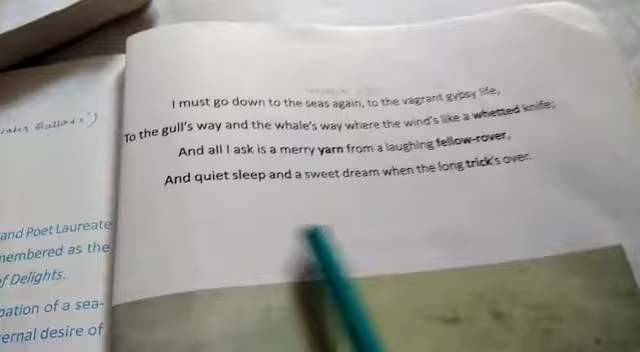 I must go down to the seas again, to the vagrant gypsy life,
To the gull's way and the whale's way where the wind's like a whetted knife;
And all I ask is a merry yarn from a laughing fellow-rover,
And quiet sleep and a sweet dream when the long trick's over.
Ballads')
and Poet Laureate
membered as the
of Delights.
pation of a sea-
ernal desire of